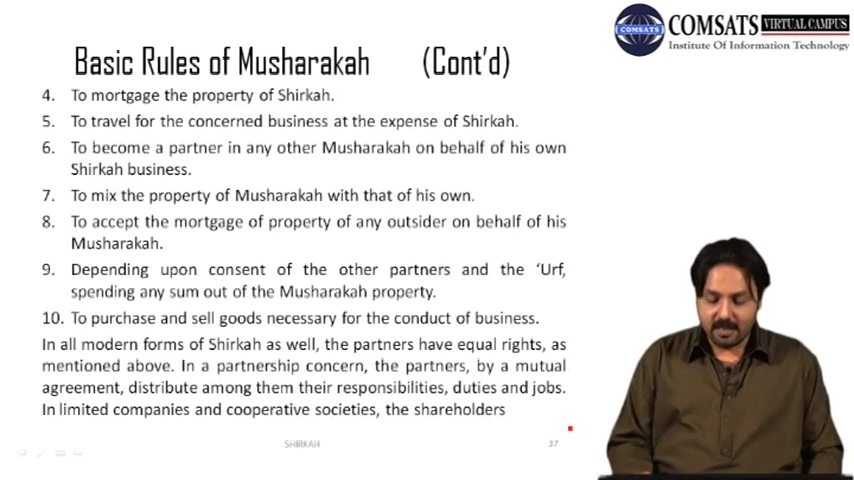 COMSATS
COMSATS VIRTUAL CAMPUS
Institute Of Information Technology
Basic Rules of Musharakah (Cont'd)
4. To mortgage the property of Shirkah.
5. To travel for the concerned business at the expense of Shirkah.
6. To become a partner in any other Musharakah on behalf of his own
Shirkah business.
7. To mix the property of Musharakah with that of his own.
8. To accept the mortgage of property of any outsider on behalf of his
Musharakah.
9. Depending upon consent of the other partners and the ‘Urf,
spending any sum out of the Musharakah property.
10. To purchase and sell goods necessary for the conduct of business.
In all modern forms of Shirkah as well, the partners have equal rights, as
mentioned above. In a partnership concern, the partners, by a mutual
agreement, distribute among them their responsibilities, duties and jobs.
In limited companies and cooperative societies, the shareholders
SHIRKAH 37